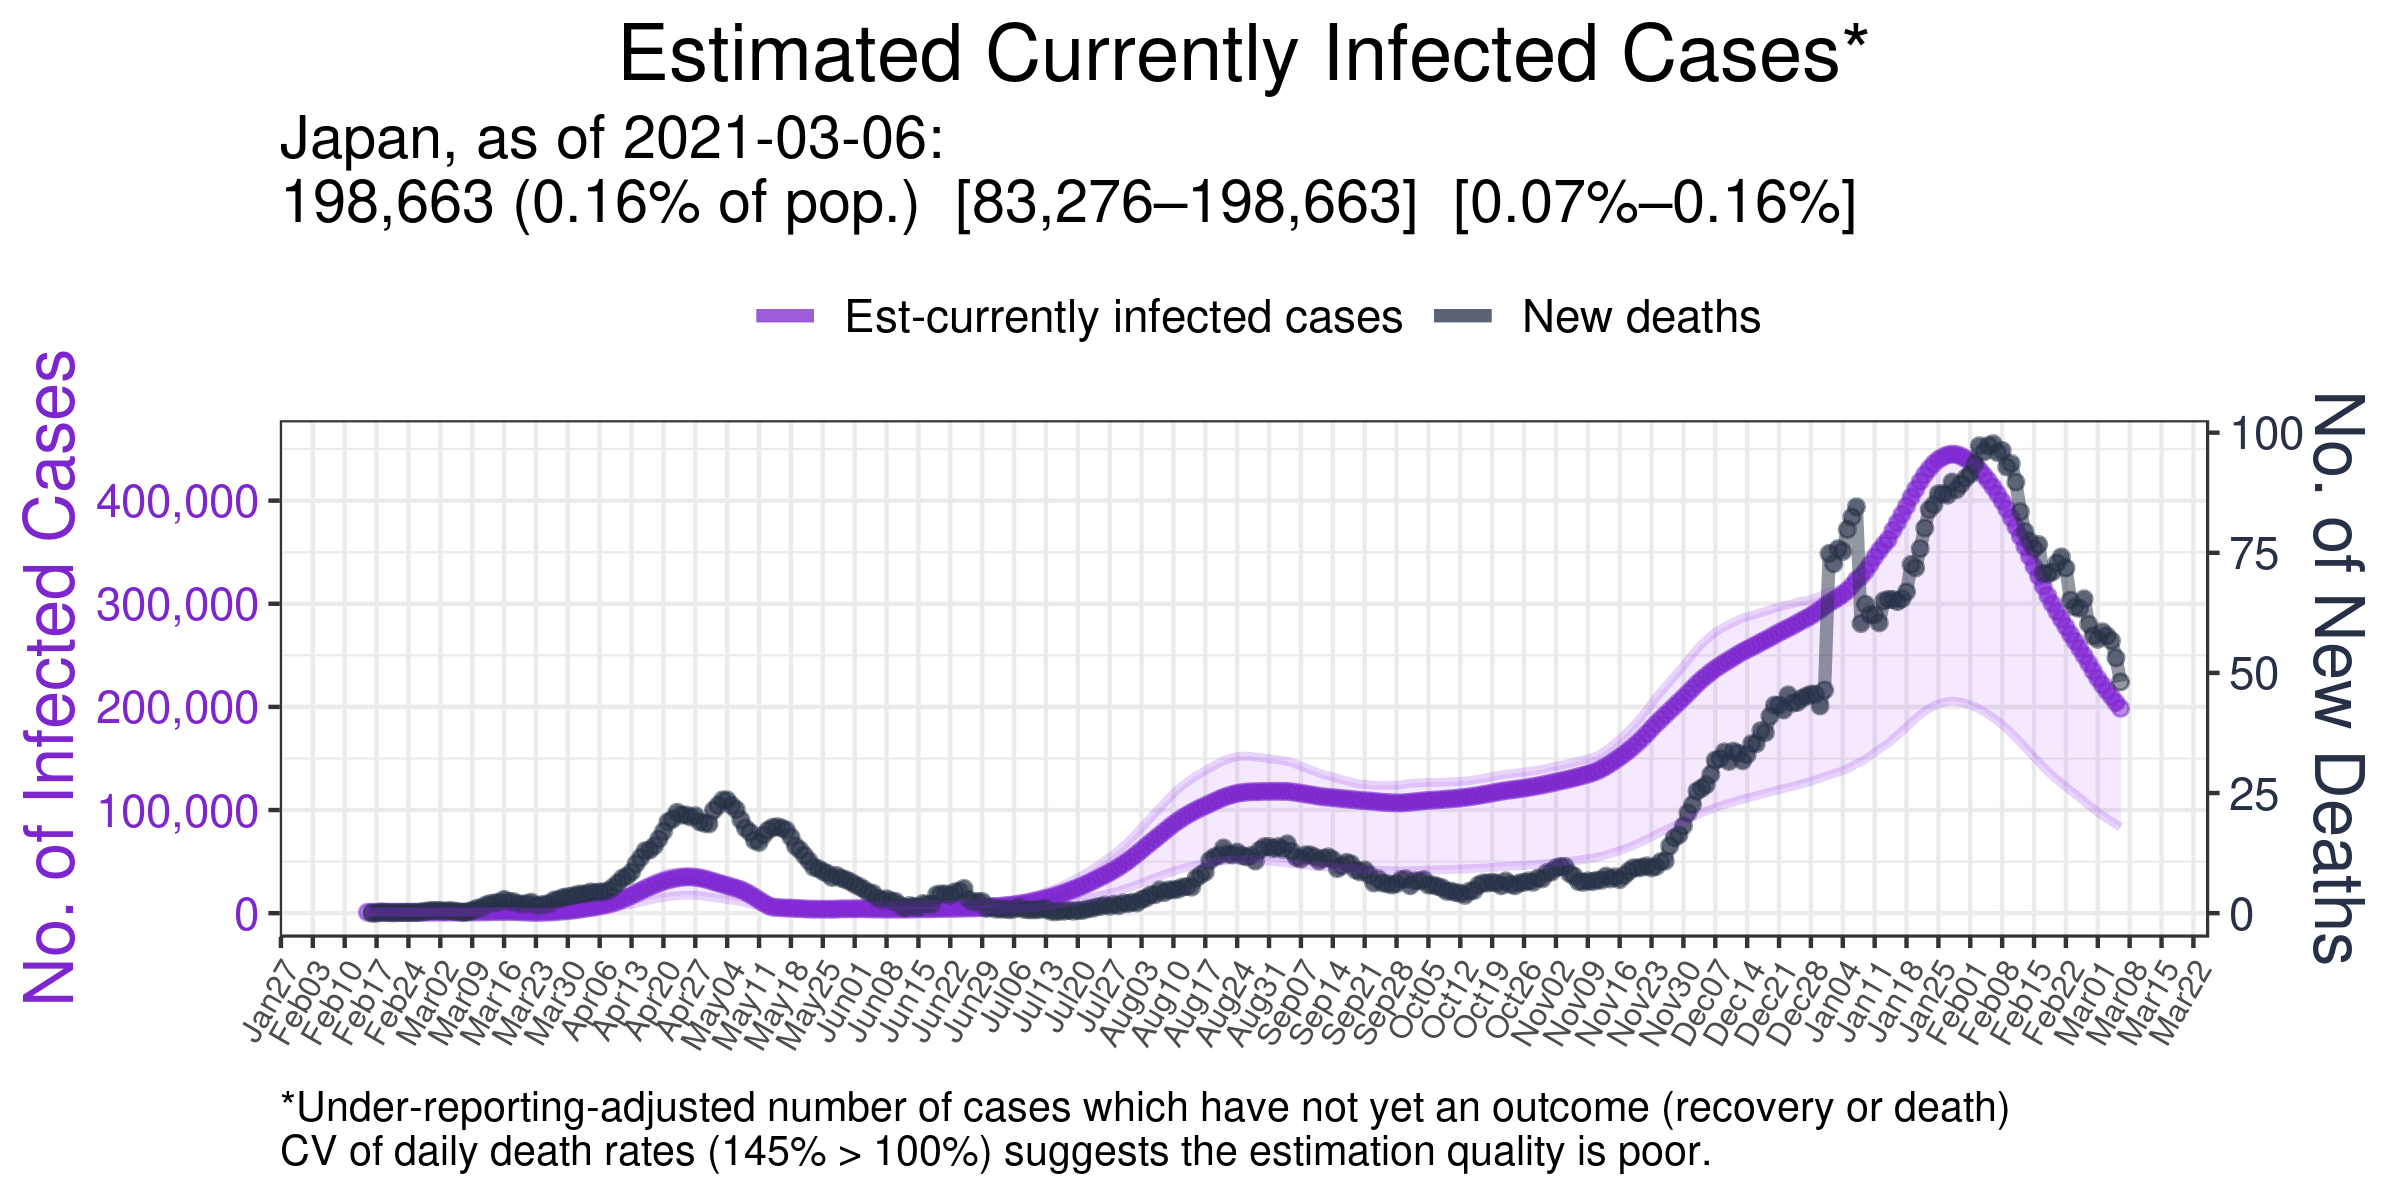 Estimated Currently Infected Cases*
Japan, as of 2021-03-06:
198,663 (0.16% of pop.) [83,276–198,663] [0.07%–0.16%]
Est-currently infected cases
New deaths
No. of Infected Cases
400,000
300,000
200,000
100,000
0
100
75
50
25
0
No. of New Deaths
Jan27
Feb03
Feb10
Feb17
Feb24
Mar02
Mar09
Mar16
Mar23
Mar30
Apr06
Apr13
Apr20
Apr27
May04
May11
May18
May25
Jun01
Jun08
Jun15
Jun22
Jun29
Jul06
Jul13
Jul20
Jul27
Aug03
Aug10
Aug17
Aug24
Aug31
Sep07
Sep14
Sep21
Sep28
Oct05
Oct12
Oct19
Oct26
Nov02
Nov09
Nov16
Nov23
Nov30
Dec07
Dec14
Dec21
Dec28
Jan04
Jan11
Jan18
Jan25
Feb01
Feb08
Feb15
Feb22
Mar01
Mar08
Mar15
Mar22
*Under-reporting-adjusted number of cases which have not yet an outcome (recovery or death)
CV of daily death rates (145% > 100%) suggests the estimation quality is poor.